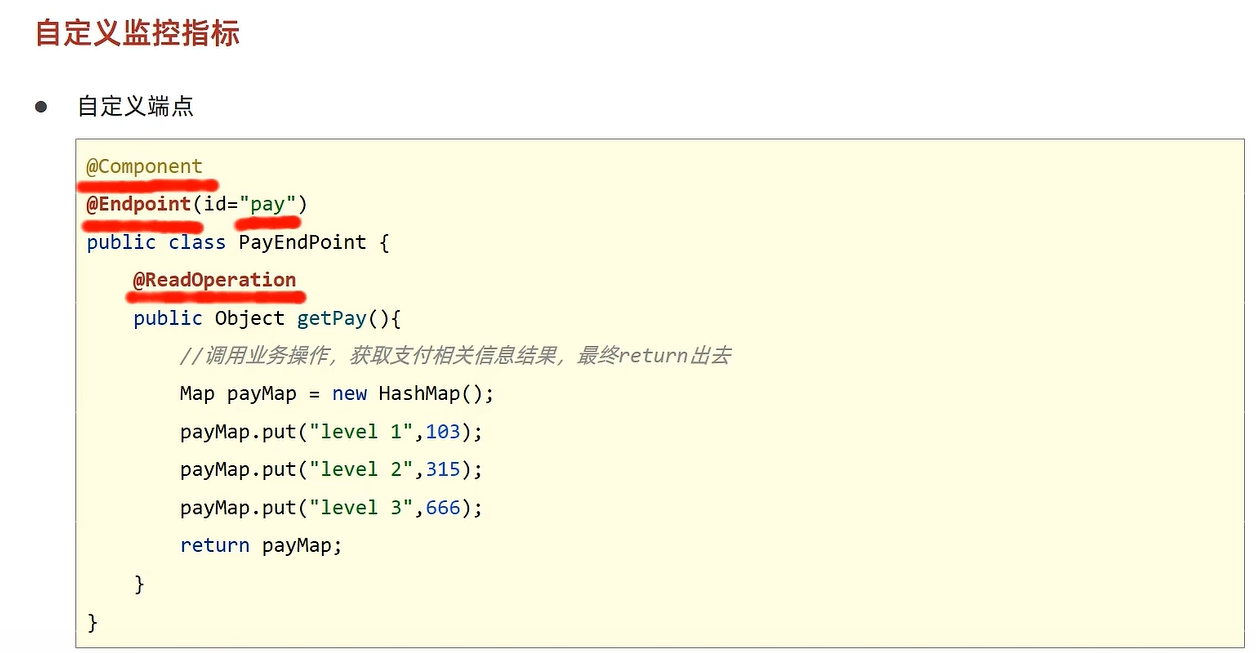 自定义监控指标
● 自定义端点
@Component
@Endpoint(id="pay")
public class PayEndPoint {
    @ReadOperation
    public Object getPay(){
        //调用业务操作，获取支付相关信息结果，最终return出去
        Map payMap = new HashMap();
        payMap.put("level 1",103);
        payMap.put("level 2",315);
        payMap.put("level 3",666);
        return payMap;
    }
}